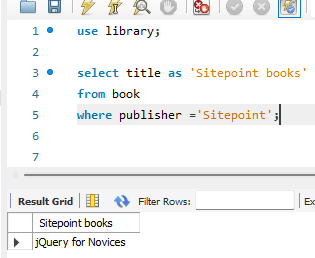 1 use library;
2
3 select title as 'Sitepoint books'
4 from book
5 where publisher ='Sitepoint';
6
7
Result Grid Filter Rows: Ex
Sitepoint books
jQuery for Novices